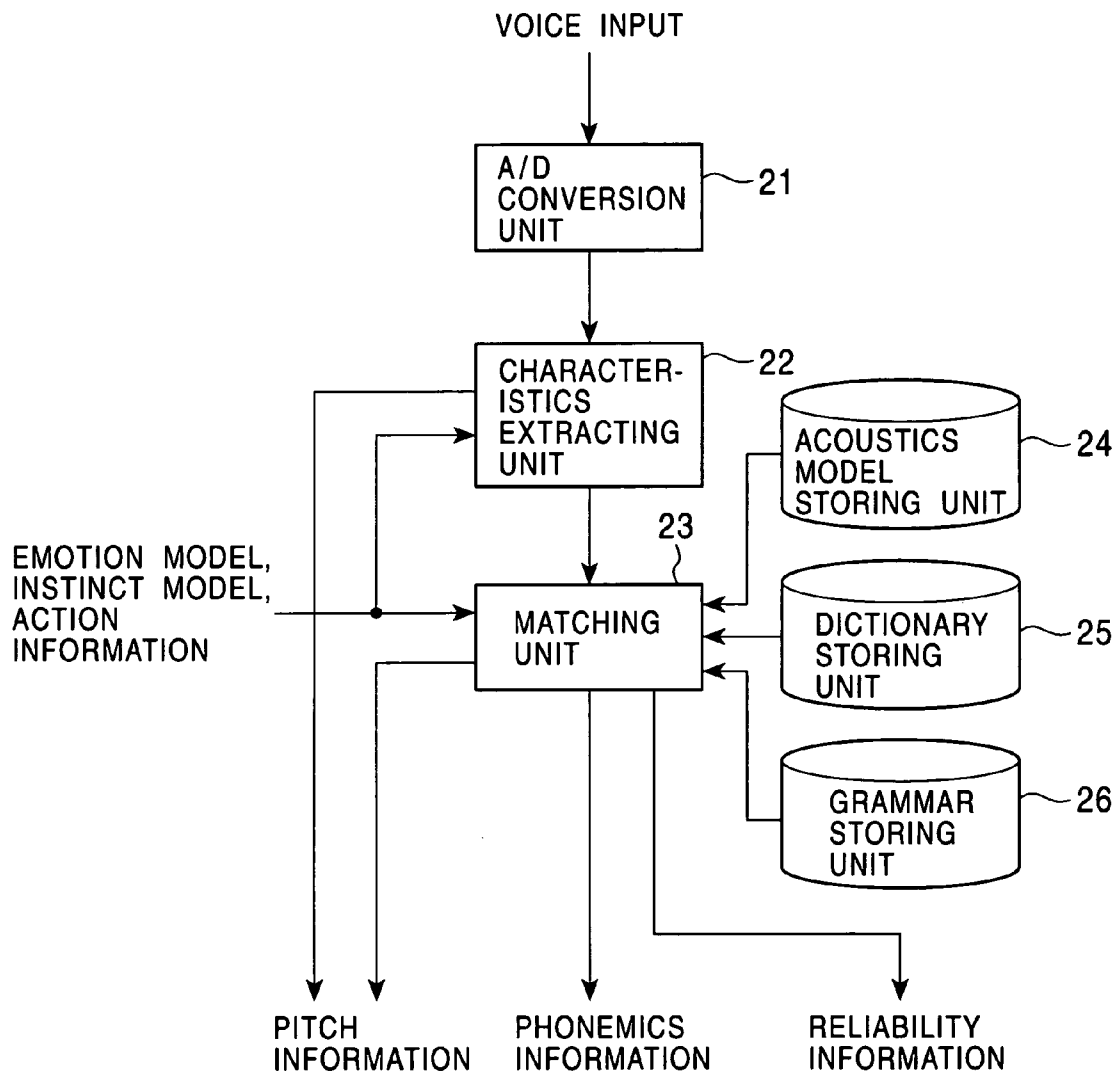 VOICE INPUT
A/D
CONVERSION
UNIT
21
CHARACTER-
ISTICS
EXTRACTING
UNIT
22
ACOUSTICS
MODEL
STORING UNIT
24
EMOTION MODEL,
INSTINCT MODEL,
ACTION
INFORMATION
23
MATCHING
UNIT
DICTIONARY
STORING
UNIT
25
GRAMMAR
STORING
UNIT
26
PITCH
INFORMATION
PHONEMICS
INFORMATION
RELIABILITY
INFORMATION